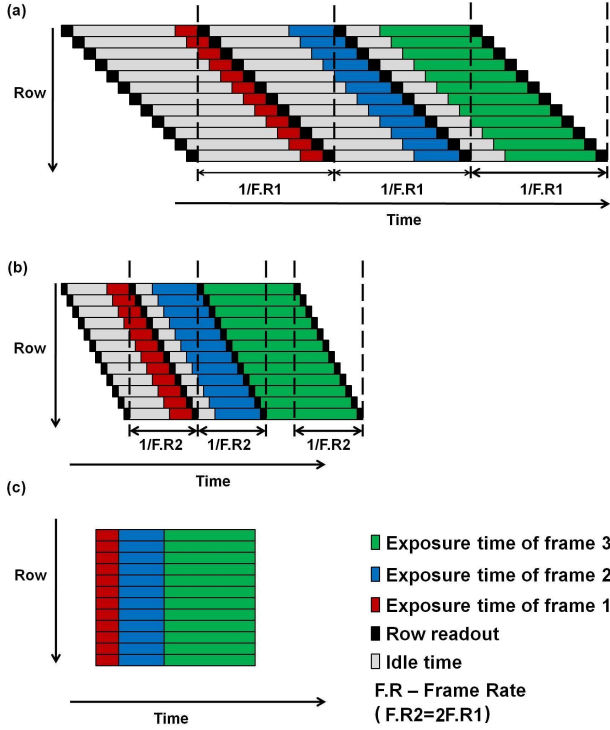 (a)
Row
1/F.R1
1/F.R1
1/F.R1
Time
(b)
Row
1/F.R2
1/F.R2
1/F.R2
Time
(c)
Row
Time
Exposure time of frame 3
Exposure time of frame 2
Exposure time of frame 1
Row readout
Idle time
F.R – Frame Rate
( F.R2=2F.R1)